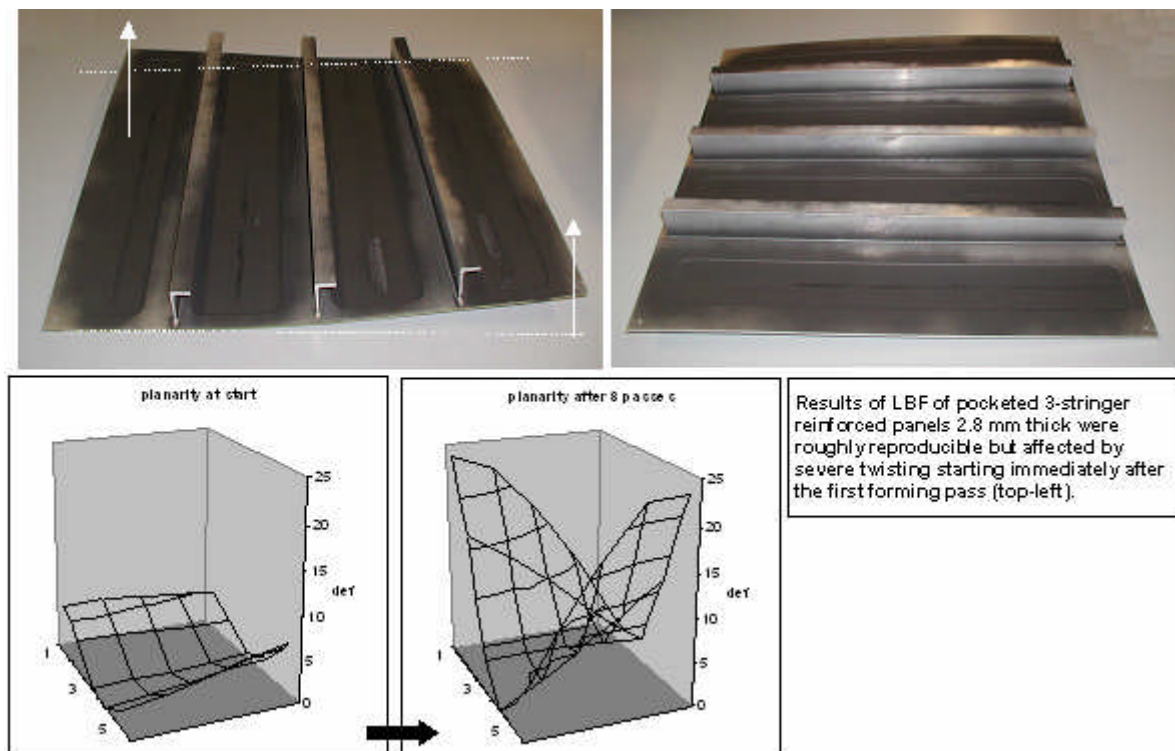 planarity at start
25
20
15
def
10
5
0
1
3
5
planarity after 8 passes
25
20
15
def
10
5
0
1
3
5
Results of LBF of pocketed 3-stringer
reinforced panels 2.8 mm thick were
roughly reproducible but affected by
severe twisting starting immediately after
the first forming pass (top-left).